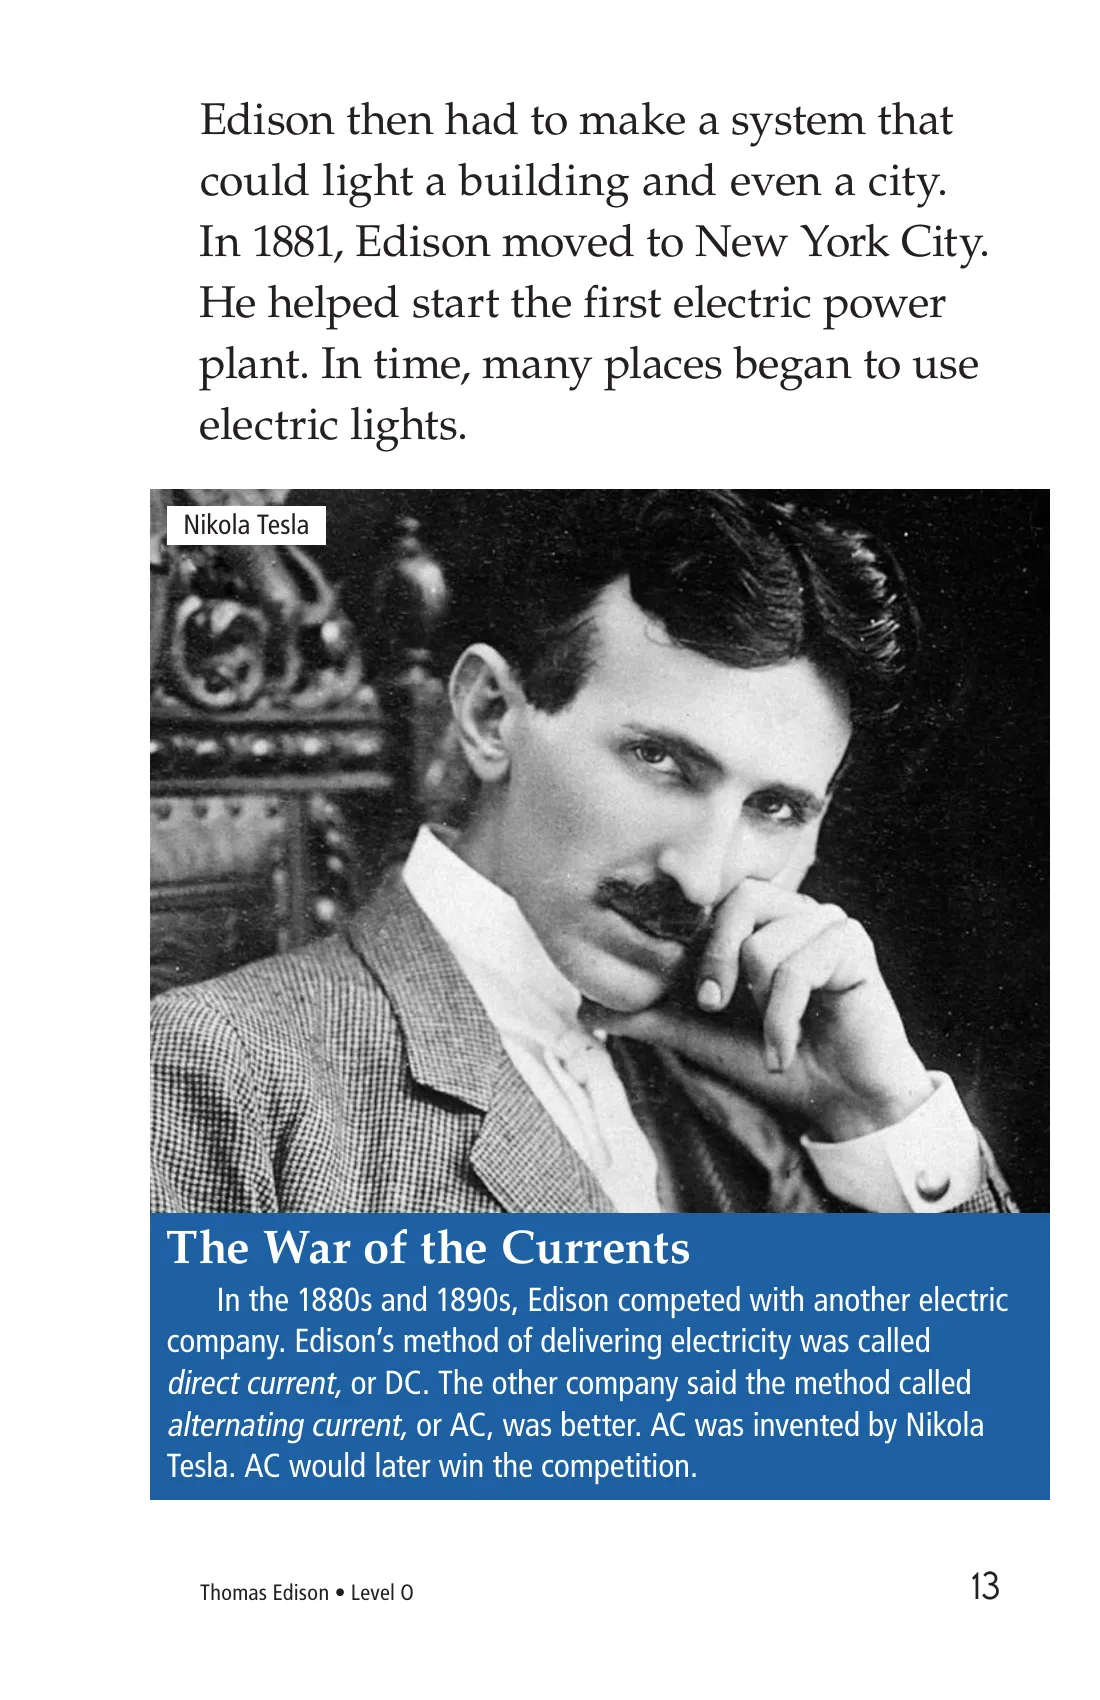 Edison then had to make a system that
could light a building and even a city.
In 1881, Edison moved to New York City.
He helped start the first electric power
plant. In time, many places began to use
electric lights.
Nikola Tesla
The War of the Currents
In the 1880s and 1890s, Edison competed with another electric
company. Edison’s method of delivering electricity was called
direct current, or DC. The other company said the method called
alternating current, or AC, was better. AC was invented by Nikola
Tesla. AC would later win the competition.
Thomas Edison • Level O
13